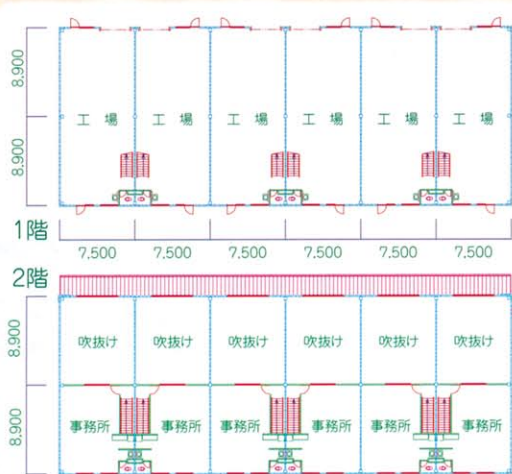 8,900
工場 工場 工場 工場 工場 工場
8,900
1階
7,500 7,500 7,500 7,500 7,500 7,500
2階
8,900
吹抜け 吹抜け 吹抜け 吹抜け 吹抜け 吹抜け
8,900
事務所 事務所 事務所 事務所 事務所 事務所